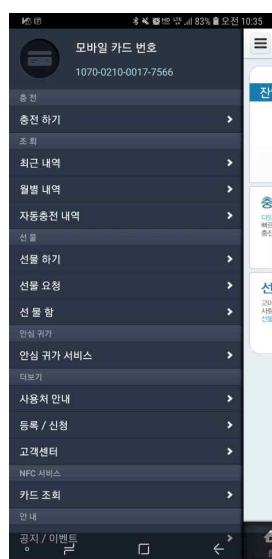 83% 오전 10:35
모바일 카드 번호
1070-0210-0017-7566
충 전
충전 하기
조 회
최근 내역
월별 내역
자동충전 내역
선 물
선물 하기
선물 요청
선 물 함
안심 귀가
안심 귀가 서비스
더보기
사용처 안내
등록 / 신청
고객센터
NFC 서비스
카드 조회
안 내
공지 / 이벤트